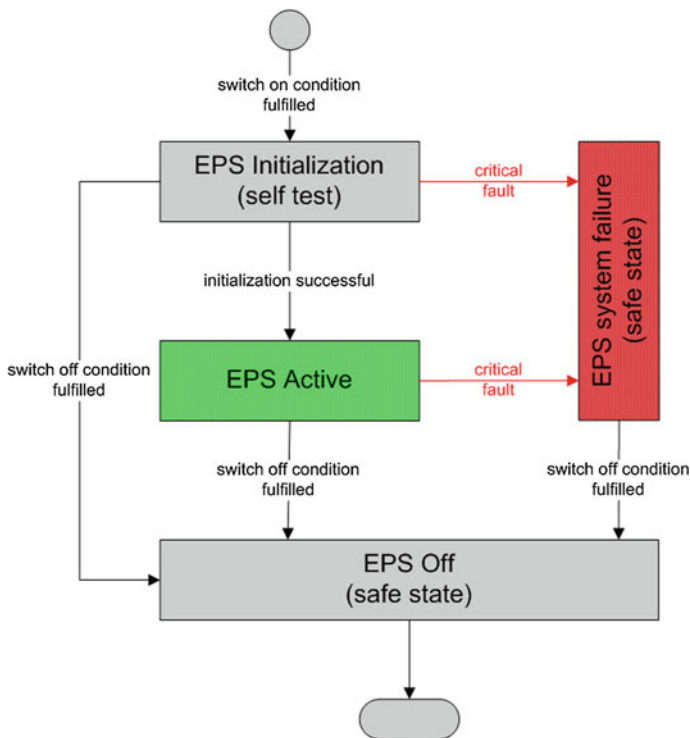 switch on condition
fulfilled
EPS Initialization
(self test)
critical
fault
EPS system failure
(safe state)
initialization successful
switch off condition
fulfilled
EPS Active
critical
fault
switch off condition
fulfilled
switch off condition
fulfilled
EPS Off
(safe state)